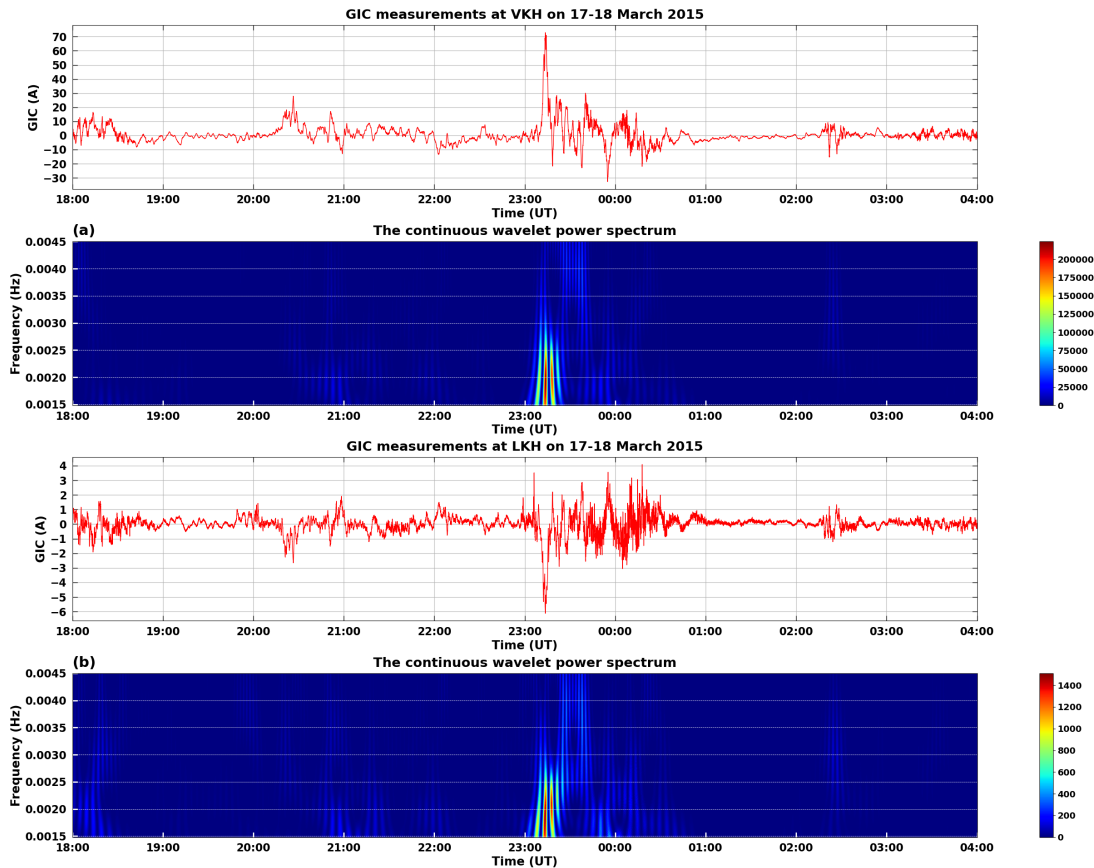 GIC measurements at VKH on 17-18 March 2015
GIC (A)
70
60
50
40
30
20
10
0
−10
−20
−30
18:00 19:00 20:00 21:00 22:00 23:00 00:00 01:00 02:00 03:00 04:00
Time (UT)
(a)
The continuous wavelet power spectrum
Frequency (Hz)
0.0045
0.0040
0.0035
0.0030
0.0025
0.0020
0.0015
200000
175000
150000
125000
100000
75000
50000
25000
0
18:00 19:00 20:00 21:00 22:00 23:00 00:00 01:00 02:00 03:00 04:00
Time (UT)
GIC measurements at LKH on 17-18 March 2015
GIC (A)
4
3
2
1
0
−1
−2
−3
−4
−5
−6
18:00 19:00 20:00 21:00 22:00 23:00 00:00 01:00 02:00 03:00 04:00
Time (UT)
(b)
The continuous wavelet power spectrum
Frequency (Hz)
0.0045
0.0040
0.0035
0.0030
0.0025
0.0020
0.0015
1400
1200
1000
800
600
400
200
0
18:00 19:00 20:00 21:00 22:00 23:00 00:00 01:00 02:00 03:00 04:00
Time (UT)